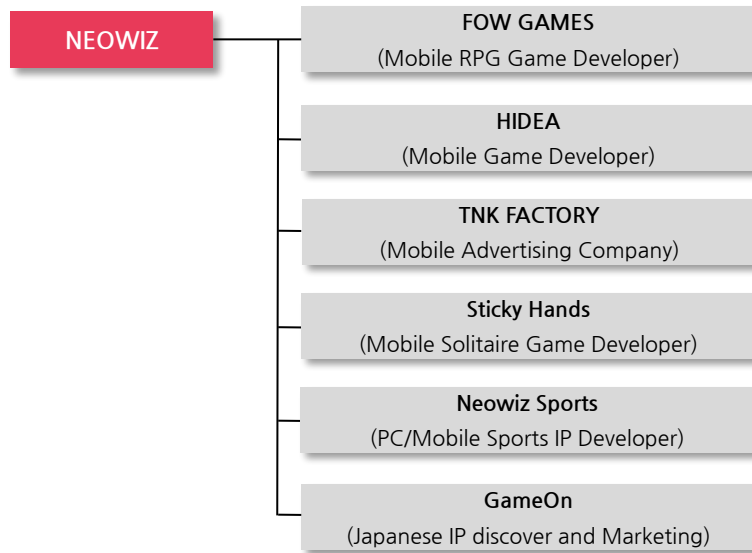 NEOWIZ
FOW GAMES
(Mobile RPG Game Developer)
HIDEA
(Mobile Game Developer)
TNK FACTORY
(Mobile Advertising Company)
Sticky Hands
(Mobile Solitaire Game Developer)
Neowiz Sports
(PC/Mobile Sports IP Developer)
GameOn
(Japanese IP discover and Marketing)